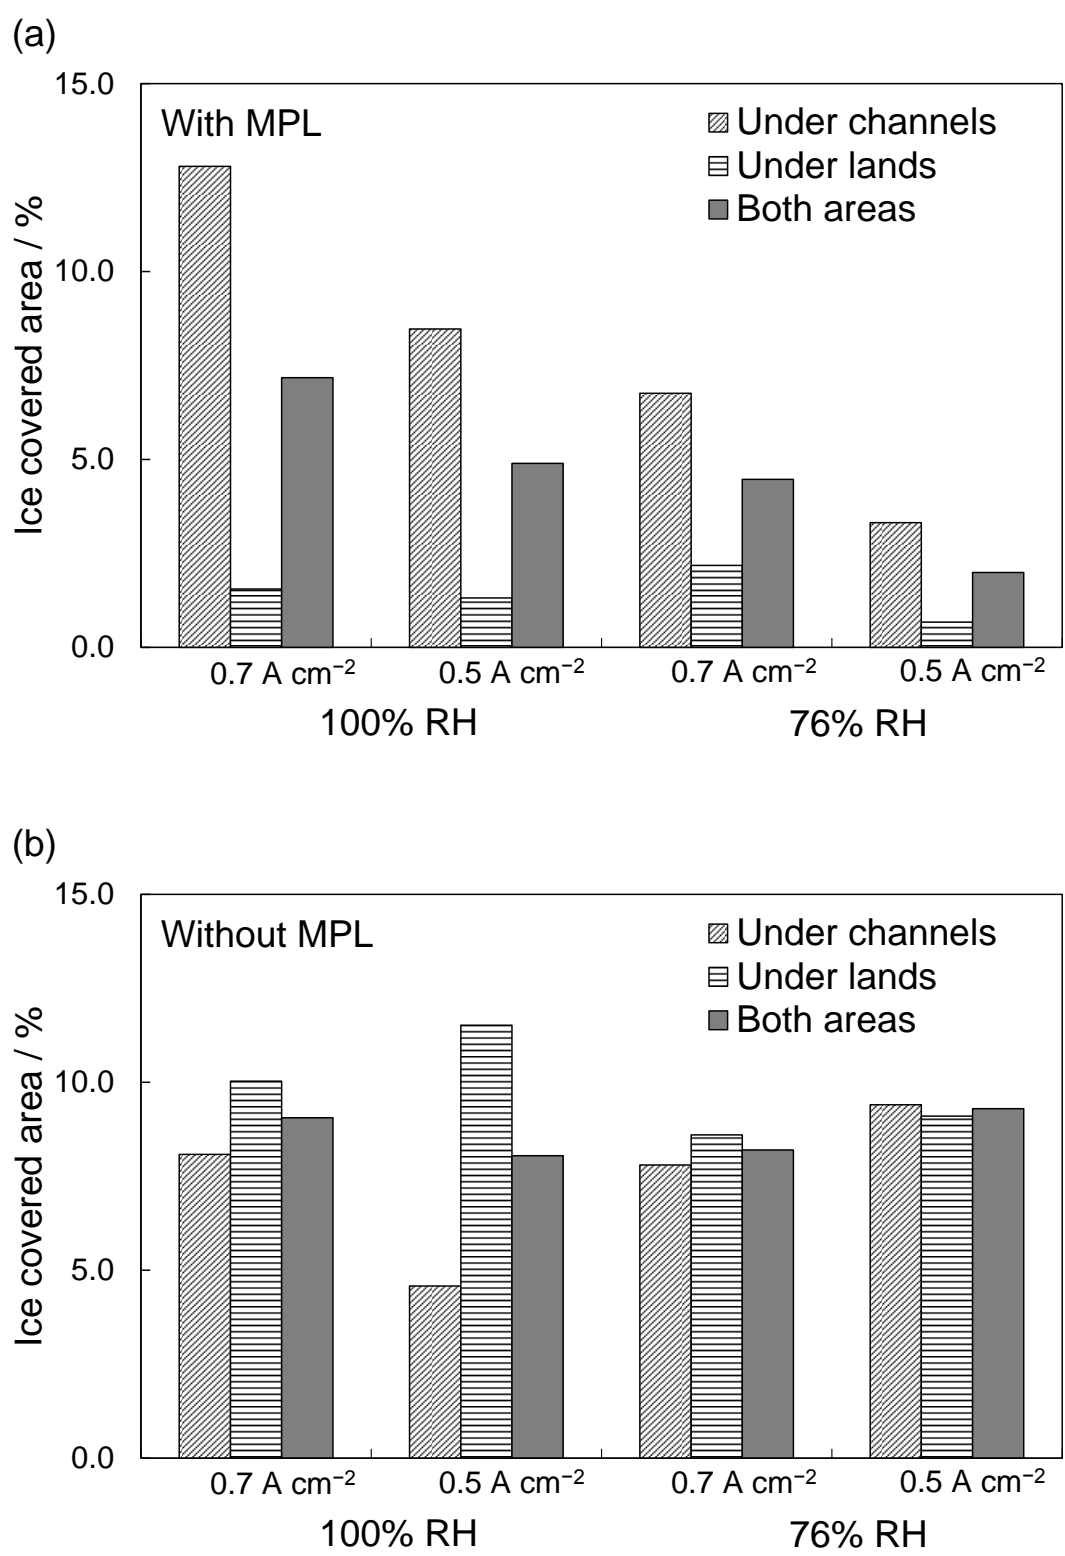 (a)
15.0
With MPL
Under channels
Under lands
Both areas
10.0
5.0
0.0
Ice covered area / %
0.7 A cm⁻² 0.5 A cm⁻² 0.7 A cm⁻² 0.5 A cm⁻²
100% RH 76% RH
(b)
15.0
Without MPL
Under channels
Under lands
Both areas
10.0
5.0
0.0
Ice covered area / %
0.7 A cm⁻² 0.5 A cm⁻² 0.7 A cm⁻² 0.5 A cm⁻²
100% RH 76% RH